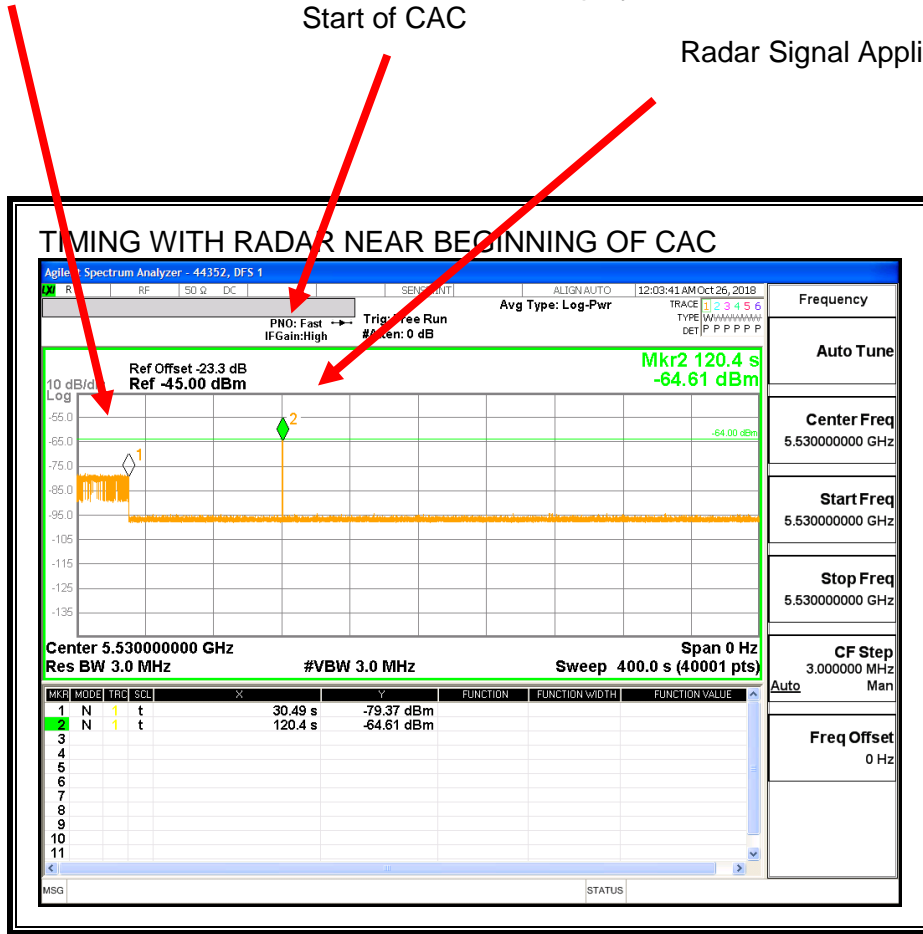 Start of CAC
Radar Signal Appli
TIMING WITH RADAR NEAR BEGINNING OF CAC
Agilent Spectrum Analyzer - 44352, DFS 1
LXI R RF 50 Ω DC ALIGN AUTO 12:03:41 AM Oct 26, 2018
PNO: Fast
IFGain:High
Trig: Free Run
#Atten: 0 dB
Avg Type: Log-Pwr
TRACE 1 2 3 4 5 6
TYPE WWWWWW
DET P P P P P P
Mkr2 120.4 s
-64.61 dBm
Ref Offset -23.3 dB
Ref -45.00 dBm
10 dB/di
Log
-55.0
-65.0
-75.0
-85.0
-95.0
-105
-115
-125
-135
2
1
-64.00 dBm
Center 5.530000000 GHz
Span 0 Hz
Res BW 3.0 MHz
#VBW 3.0 MHz
Sweep 400.0 s (40001 pts)
MKR MODE TRC SCL X Y FUNCTION FUNCTION WIDTH FUNCTION VALUE
1 N 1 t 30.49 s -79.37 dBm
2 N 1 t 120.4 s -64.61 dBm
3
4
5
6
7
8
9
10
11
MSG
STATUS
Frequency
Auto Tune
Center Freq
5.530000000 GHz
Start Freq
5.530000000 GHz
Stop Freq
5.530000000 GHz
CF Step
3.000000 MHz
Auto Man
Freq Offset
0 Hz